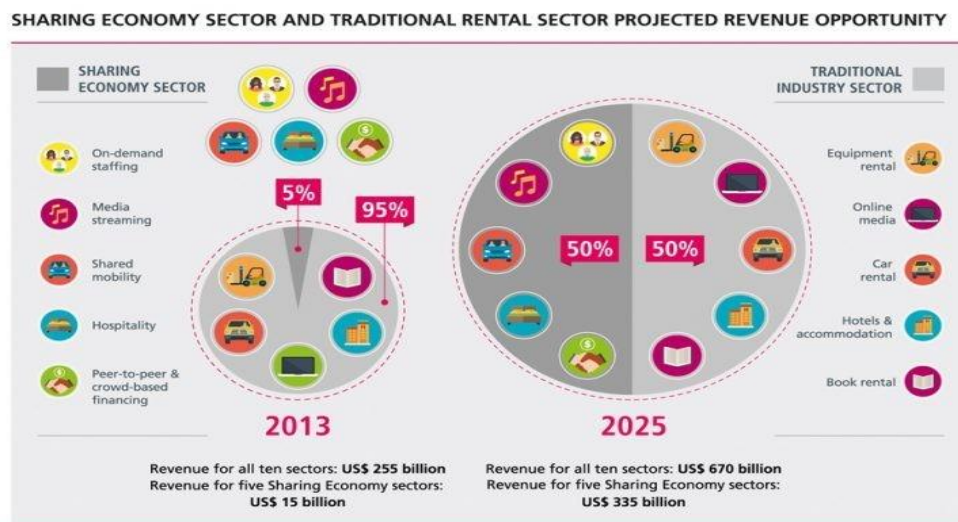 SHARING ECONOMY SECTOR AND TRADITIONAL RENTAL SECTOR PROJECTED REVENUE OPPORTUNITY
SHARING
ECONOMY SECTOR
On-demand
staffing
Media
streaming
Shared
mobility
Hospitality
Peer-to-peer &
crowd-based
financing
5%
95%
2013
50%
50%
2025
TRADITIONAL
INDUSTRY SECTOR
Equipment
rental
Online
media
Car
rental
Hotels &
accommodation
Book rental
Revenue for all ten sectors: US$ 255 billion
Revenue for five Sharing Economy sectors:
US$ 15 billion
Revenue for all ten sectors: US$ 670 billion
Revenue for five Sharing Economy sectors:
US$ 335 billion